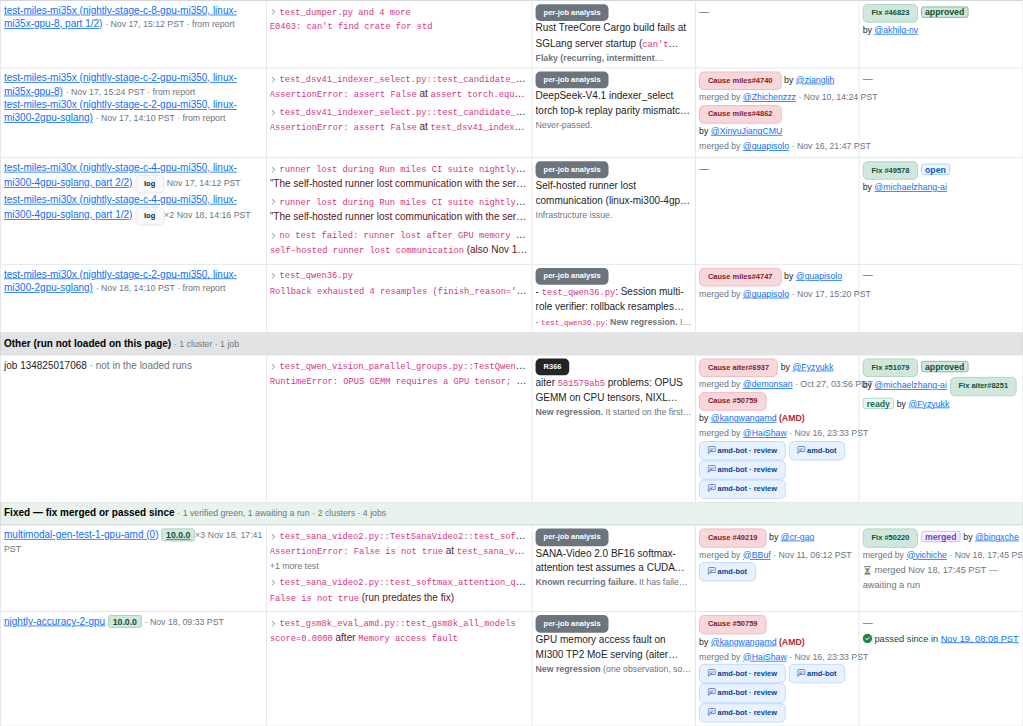 test-miles-mi35x (nightly-stage-c-8-gpu-mi350, linux-
mi35x-gpu-8, part 1/2) · Nov 17, 15:12 PST · from report
test_dumper.py and 4 more
E0463: can't find crate for std
per-job analysis
Rust TreeCore Cargo build fails at
SGLang server startup (can't…
Flaky (recurring, intermittent…
—
Fix #46823 approved
by @akhilg-nv
test-miles-mi35x (nightly-stage-c-2-gpu-mi350, linux-
mi35x-gpu-8) · Nov 17, 15:24 PST · from report
test-miles-mi30x (nightly-stage-c-2-gpu-mi350, linux-
mi300-2gpu-sglang) · Nov 17, 14:10 PST · from report
test_dsv41_indexer_select.py::test_candidate_…
AssertionError: assert False at assert torch.equ…
test_dsv41_indexer_select.py::test_candidate_…
AssertionError: assert False at test_dsv41_index…
per-job analysis
DeepSeek-V4.1 indexer_select
torch top-k replay parity mismatc…
Never-passed.
Cause miles#4740 by @zianglih
merged by @Zhichenzzz · Nov 10, 14:24 PST
Cause miles#4862
by @XinyuJiangCMU
merged by @guapisolo · Nov 16, 21:47 PST
—
test-miles-mi30x (nightly-stage-c-4-gpu-mi350, linux-
mi300-4gpu-sglang, part 2/2) log Nov 17, 14:12 PST
test-miles-mi30x (nightly-stage-c-4-gpu-mi350, linux-
mi300-4gpu-sglang, part 1/2) log ×2 Nov 18, 14:16 PST
runner lost during Run miles CI suite nightly…
"The self-hosted runner lost communication with the ser…
runner lost during Run miles CI suite nightly…
"The self-hosted runner lost communication with the ser…
no test failed: runner lost after GPU memory …
self-hosted runner lost communication (also Nov 1…
per-job analysis
Self-hosted runner lost
communication (linux-mi300-4gp…
Infrastructure issue.
—
Fix #49578 open
by @michaelzhang-ai
test-miles-mi30x (nightly-stage-c-2-gpu-mi350, linux-
mi300-2gpu-sglang) · Nov 18, 14:10 PST · from report
test_qwen36.py
Rollback exhausted 4 resamples (finish_reason='…
per-job analysis
- test_qwen36.py: Session multi-
role verifier: rollback resamples…
- test_qwen36.py: New regression. I…
Cause miles#4747 by @guapisolo
merged by @guapisolo · Nov 17, 15:20 PST
—
Other (run not loaded on this page) · 1 cluster · 1 job
job 134825017068 · not in the loaded runs
test_qwen_vision_parallel_groups.py::TestQwen…
RuntimeError: OPUS GEMM requires a GPU tensor; …
R366
aiter 581579ab5 problems: OPUS
GEMM on CPU tensors, NIXL…
New regression. It started on the first…
Cause aiter#6937 by @Fyzyukk
merged by @demonsan · Oct 27, 03:56 PDT
Cause #50759
by @kangwangamd (AMD)
merged by @HaiShaw · Nov 16, 23:33 PST
amd-bot · review amd-bot
amd-bot · review
amd-bot · review
Fix #51079 approved
by @michaelzhang-ai Fix aiter#8251
ready by @Fyzyukk
Fixed — fix merged or passed since · 1 verified green, 1 awaiting a run · 2 clusters · 4 jobs
multimodal-gen-test-1-gpu-amd (0) 10.0.0 ×3 Nov 18, 17:41
PST
test_sana_video2.py::TestSanaVideo2::test_sof…
AssertionError: False is not true at test_sana_v…
+1 more test
test_sana_video2.py::test_softmax_attention_q…
False is not true (run predates the fix)
per-job analysis
SANA-Video 2.0 BF16 softmax-
attention test assumes a CUDA…
Known recurring failure. It has faile…
Cause #49219 by @cr-gao
merged by @BBuf · Nov 11, 06:12 PST
amd-bot
Fix #50220 merged by @bingxche
merged by @yichiche · Nov 18, 17:45 PS
merged Nov 18, 17:45 PST —
awaiting a run
nightly-accuracy-2-gpu 10.0.0 · Nov 18, 09:33 PST
test_gsm8k_eval_amd.py::test_gsm8k_all_models
score=0.0000 after Memory access fault
per-job analysis
GPU memory access fault on
MI300 TP2 MoE serving (aiter…
New regression (one observation, so…
Cause #50759
by @kangwangamd (AMD)
merged by @HaiShaw · Nov 16, 23:33 PST
amd-bot · review amd-bot
amd-bot · review
amd-bot · review
—
passed since in Nov 19, 08:08 PST